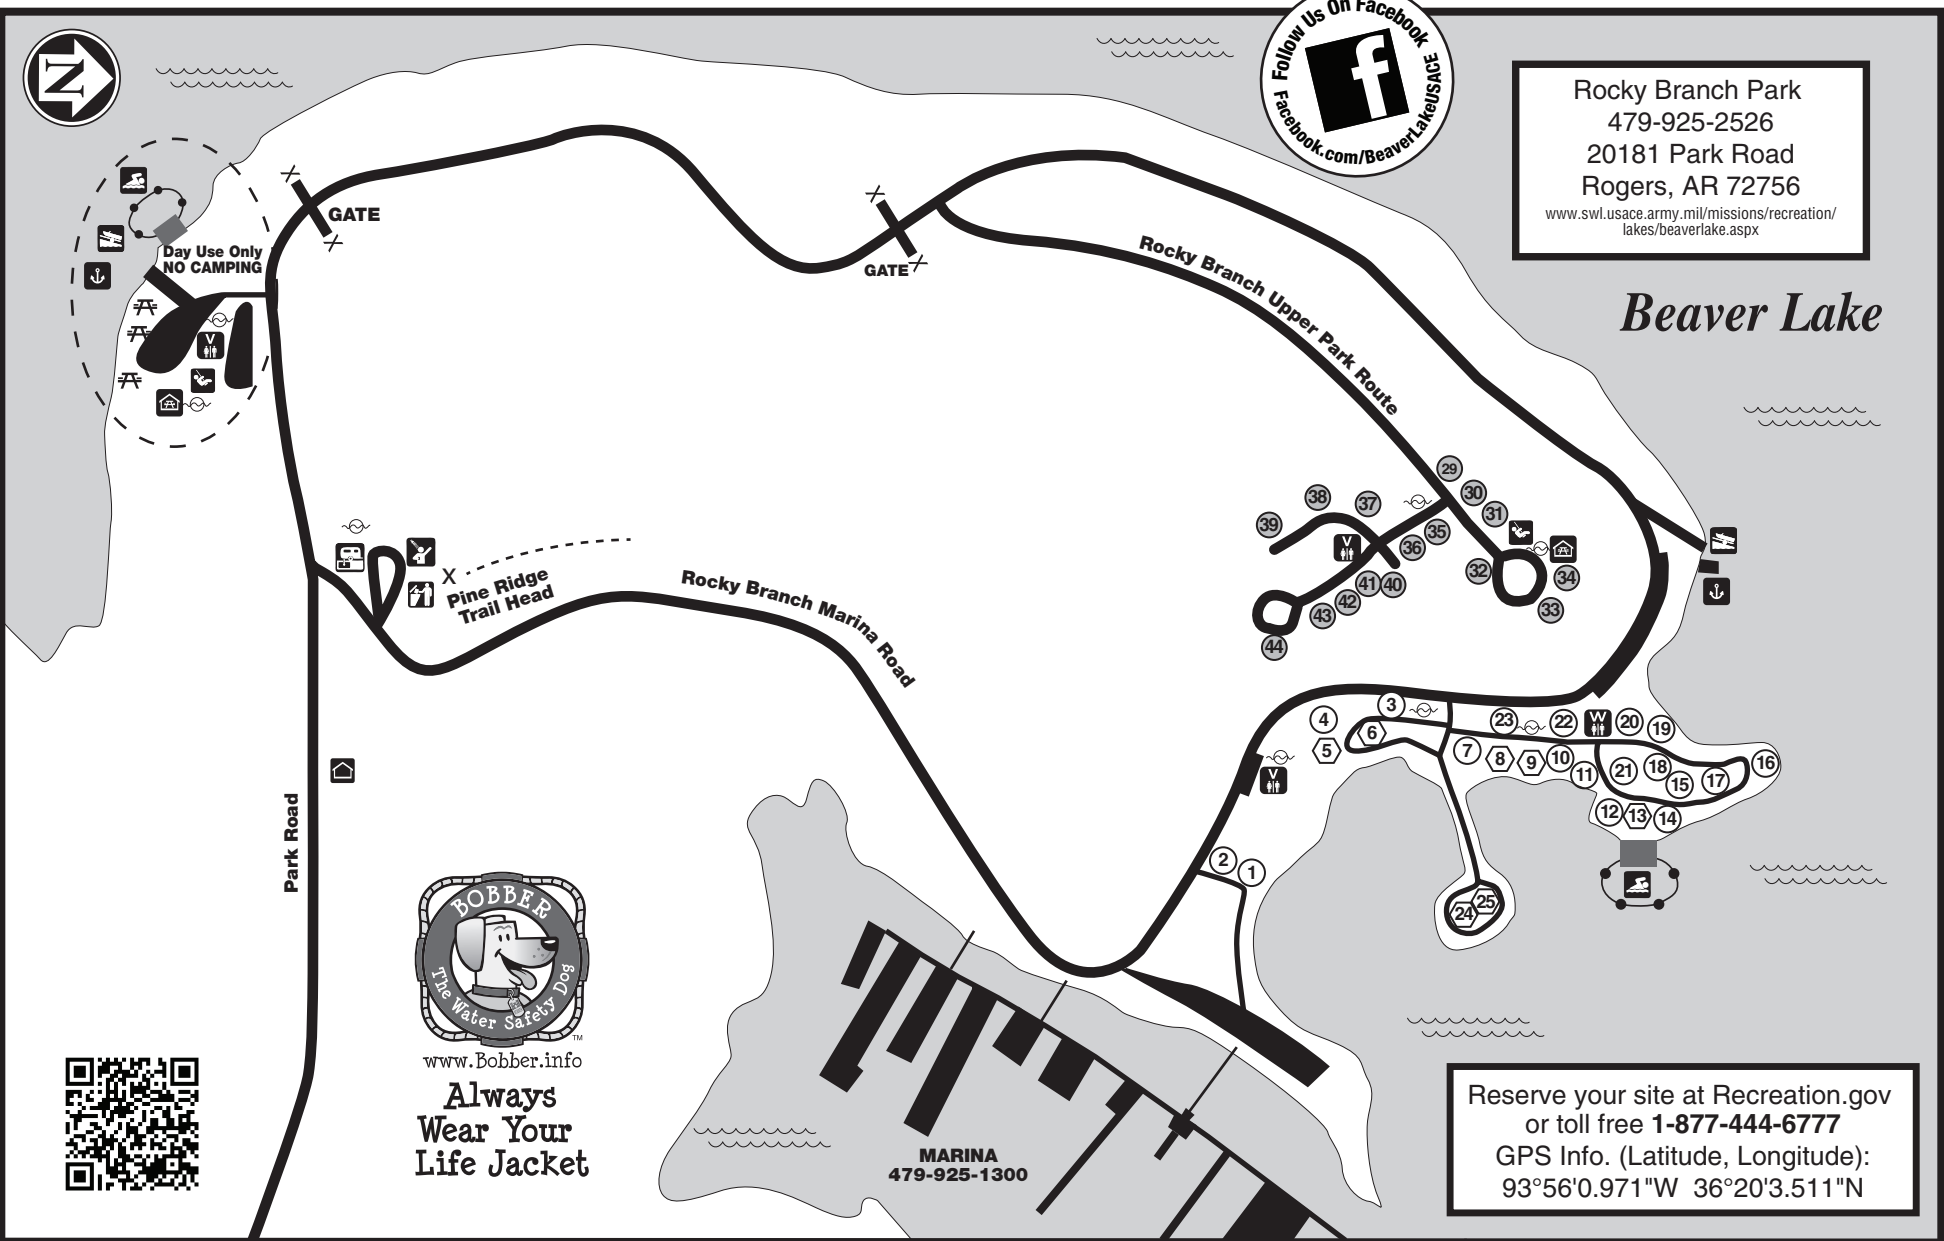 N
Follow Us On Facebook
f
Facebook.com/BeaverLakeUSACE
Rocky Branch Park
479-925-2526
20181 Park Road
Rogers, AR 72756
www.swl.usace.army.mil/missions/recreation/
lakes/beaverlake.aspx
Beaver Lake
GATE
GATE
Day Use Only
NO CAMPING
V
Rocky Branch Upper Park Route
29
30
31
38
37
39
35
36
V
32
34
33
41
40
42
43
44
X
Pine Ridge
Trail Head
Rocky Branch Marina Road
3
4
5
6
23
22
W
20
19
7
8
9
10
11
21
18
15
17
16
12
13
14
V
2
1
25
24
Park Road
BOBBER
The Water Safety Dog
TM
www.Bobber.info
Always
Wear Your
Life Jacket
MARINA
479-925-1300
Reserve your site at Recreation.gov
or toll free 1-877-444-6777
GPS Info. (Latitude, Longitude):
93°56'0.971"W 36°20'3.511"N